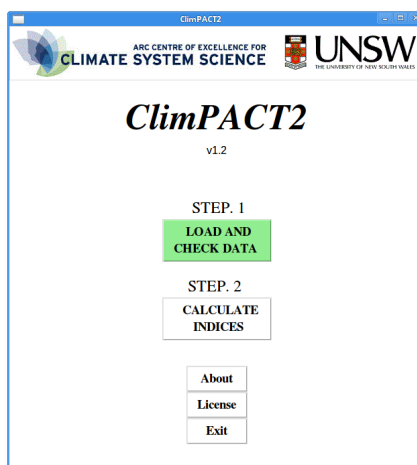 ClimPACT2
ARC CENTRE OF EXCELLENCE FOR
CLIMATE SYSTEM SCIENCE
UNSW
THE UNIVERSITY OF NEW SOUTH WALES
ClimPACT2
v1.2
STEP. 1
LOAD AND
CHECK DATA
STEP. 2
CALCULATE
INDICES
About
License
Exit